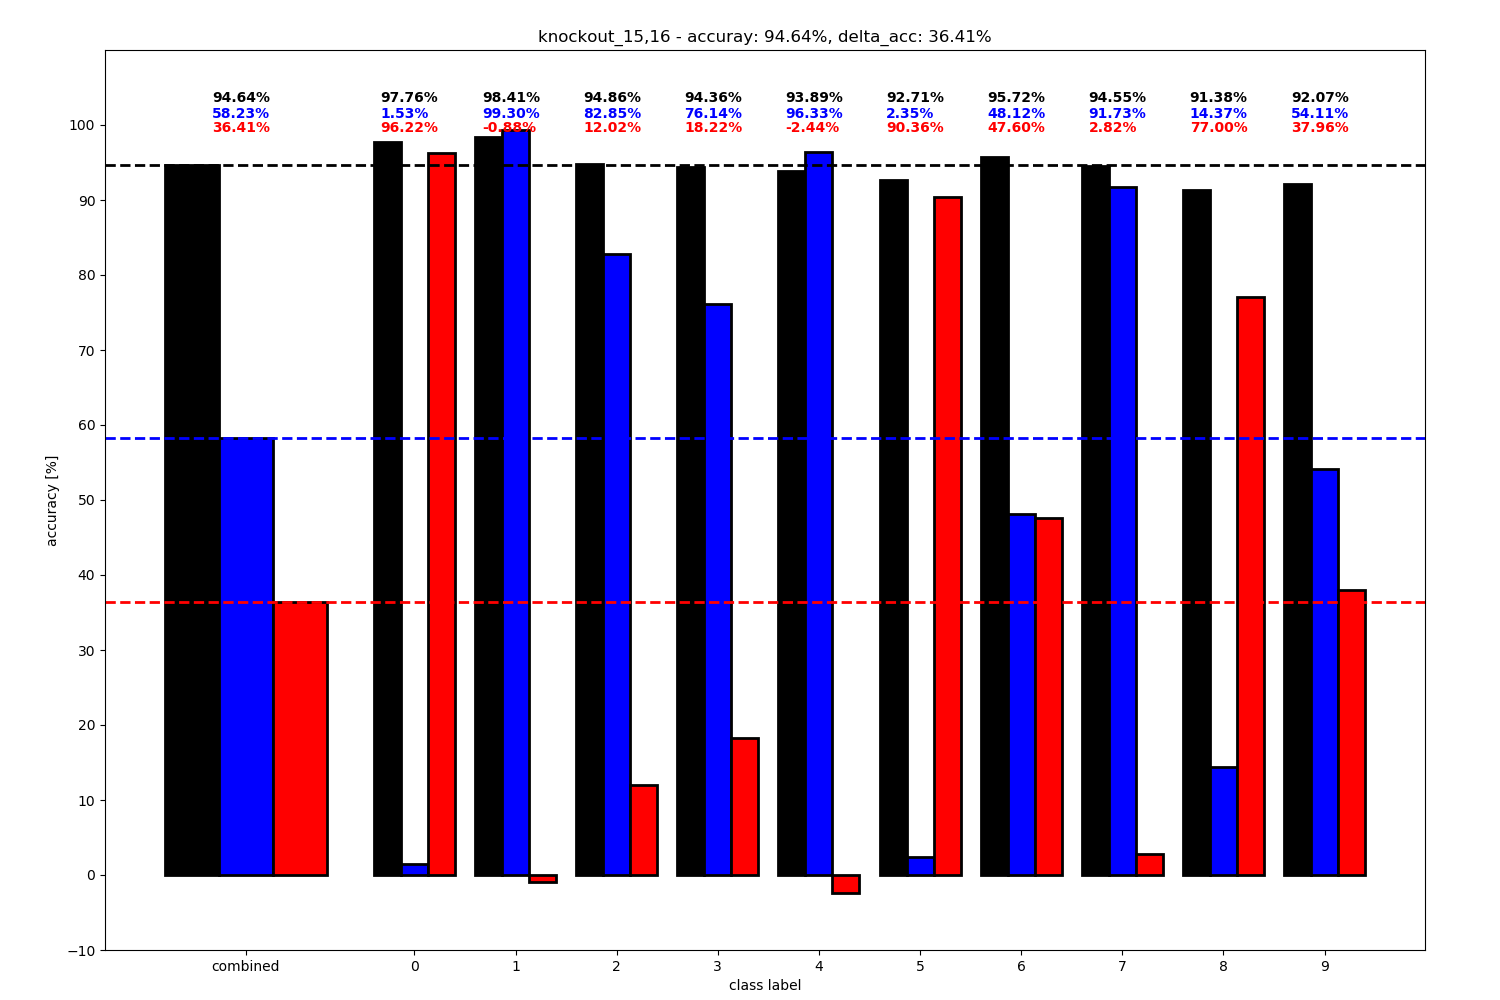 knockout_15,16 - accuray: 94.64%, delta_acc: 36.41%
94.64% 97.76% 98.41% 94.86% 94.36% 93.89% 92.71% 95.72% 94.55% 91.38% 92.07%
58.23% 1.53% 99.30% 82.85% 76.14% 96.33% 2.35% 48.12% 91.73% 14.37% 54.11%
36.41% 96.22% -0.88% 12.02% 18.22% -2.44% 90.36% 47.60% 2.82% 77.00% 37.96%
100
90
80
70
60
50
40
30
20
10
0
−10
accuracy [%]
combined 0 1 2 3 4 5 6 7 8 9
class label